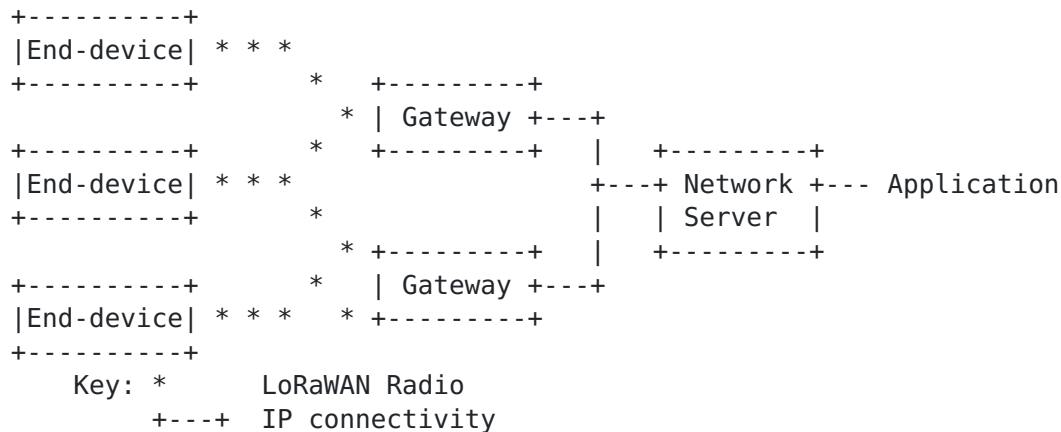 +----------+
|End-device| * * *
+----------+       *   +---------+
                     * | Gateway +---+
+----------+       *   +---------+   |   +---------+
|End-device| * * *                   +---+ Network +--- Application
+----------+       *                 |   | Server  |
                     * +---------+   |   +---------+
+----------+       *   | Gateway +---+
|End-device| * * *   * +---------+
+----------+
    Key: *      LoRaWAN Radio
         +---+  IP connectivity